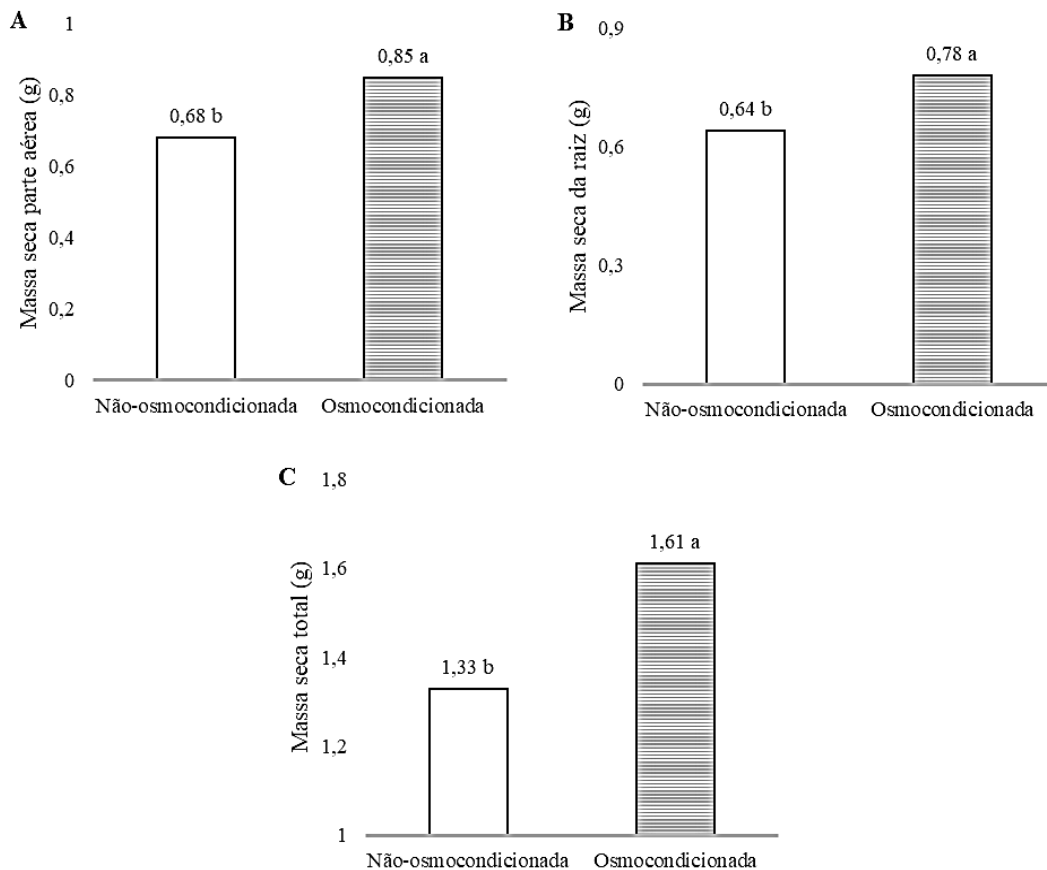 A
Massa seca parte aérea (g)
1
0,8
0,6
0,4
0,2
0
0,68 b
0,85 a
Não-osmocondicionada
Osmocondicionada
B
Massa seca da raiz (g)
0,9
0,6
0,3
0
0,64 b
0,78 a
Não-osmocondicionada
Osmocondicionada
C
Massa seca total (g)
1,8
1,6
1,4
1,2
1
1,33 b
1,61 a
Não-osmocondicionada
Osmocondicionada